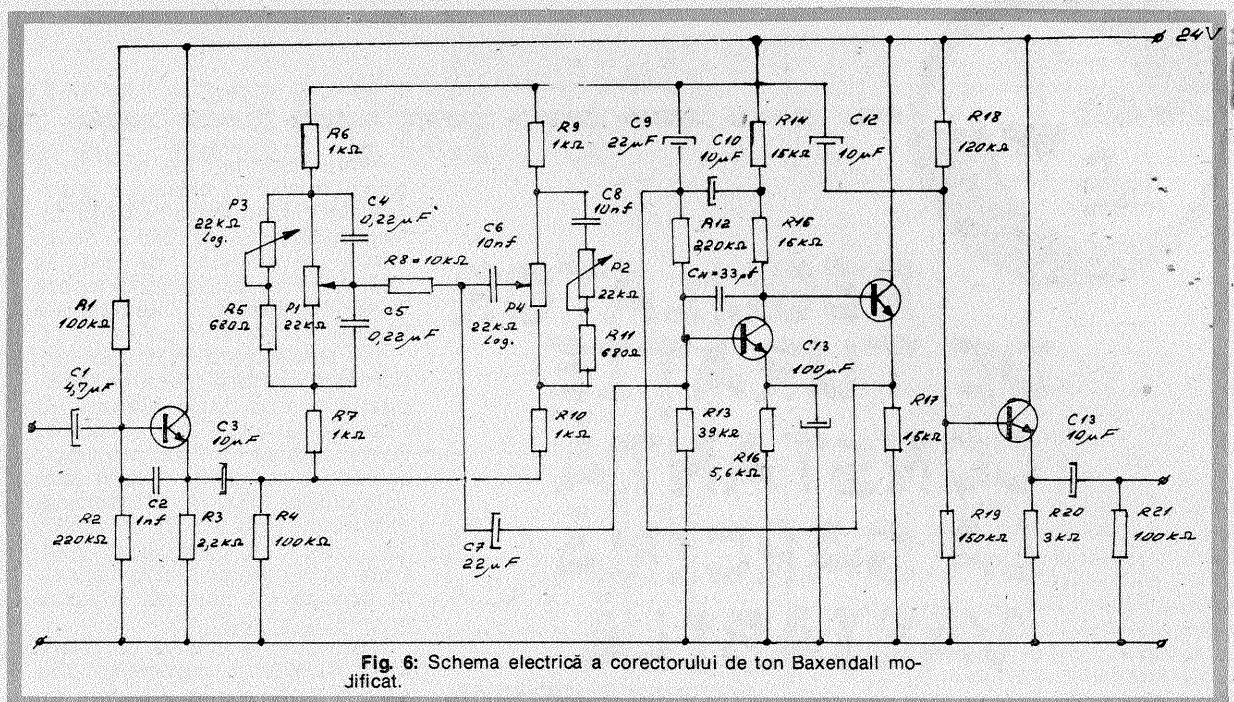 24V
R6
1kΩ
R9
1kΩ
C9
22µF
C10
10µF
R14
15kΩ
C12
10µF
R18
120kΩ
P3
22kΩ
log.
C4
0,22µF
C8
10nf
C6
10nf
R12
220kΩ
R15
15kΩ
R8=10kΩ
P2
22kΩ
CN=33pf
R1
100kΩ
R5
680Ω
P1
22kΩ
C5
0,22µF
P4
22kΩ
Log.
R11
680Ω
C13
100µF
C1
4,7µF
C3
10µF
R7
1kΩ
R10
1kΩ
R13
39kΩ
R16
5,6kΩ
R17
1,5kΩ
C13
10µF
C2
1nf
R2
220kΩ
R3
2,2kΩ
R4
100kΩ
C7
22µF
R19
150kΩ
R20
3kΩ
R21
100kΩ
Fig. 6: Schema electrică a corectorului de ton Baxendall mo-
dificat.